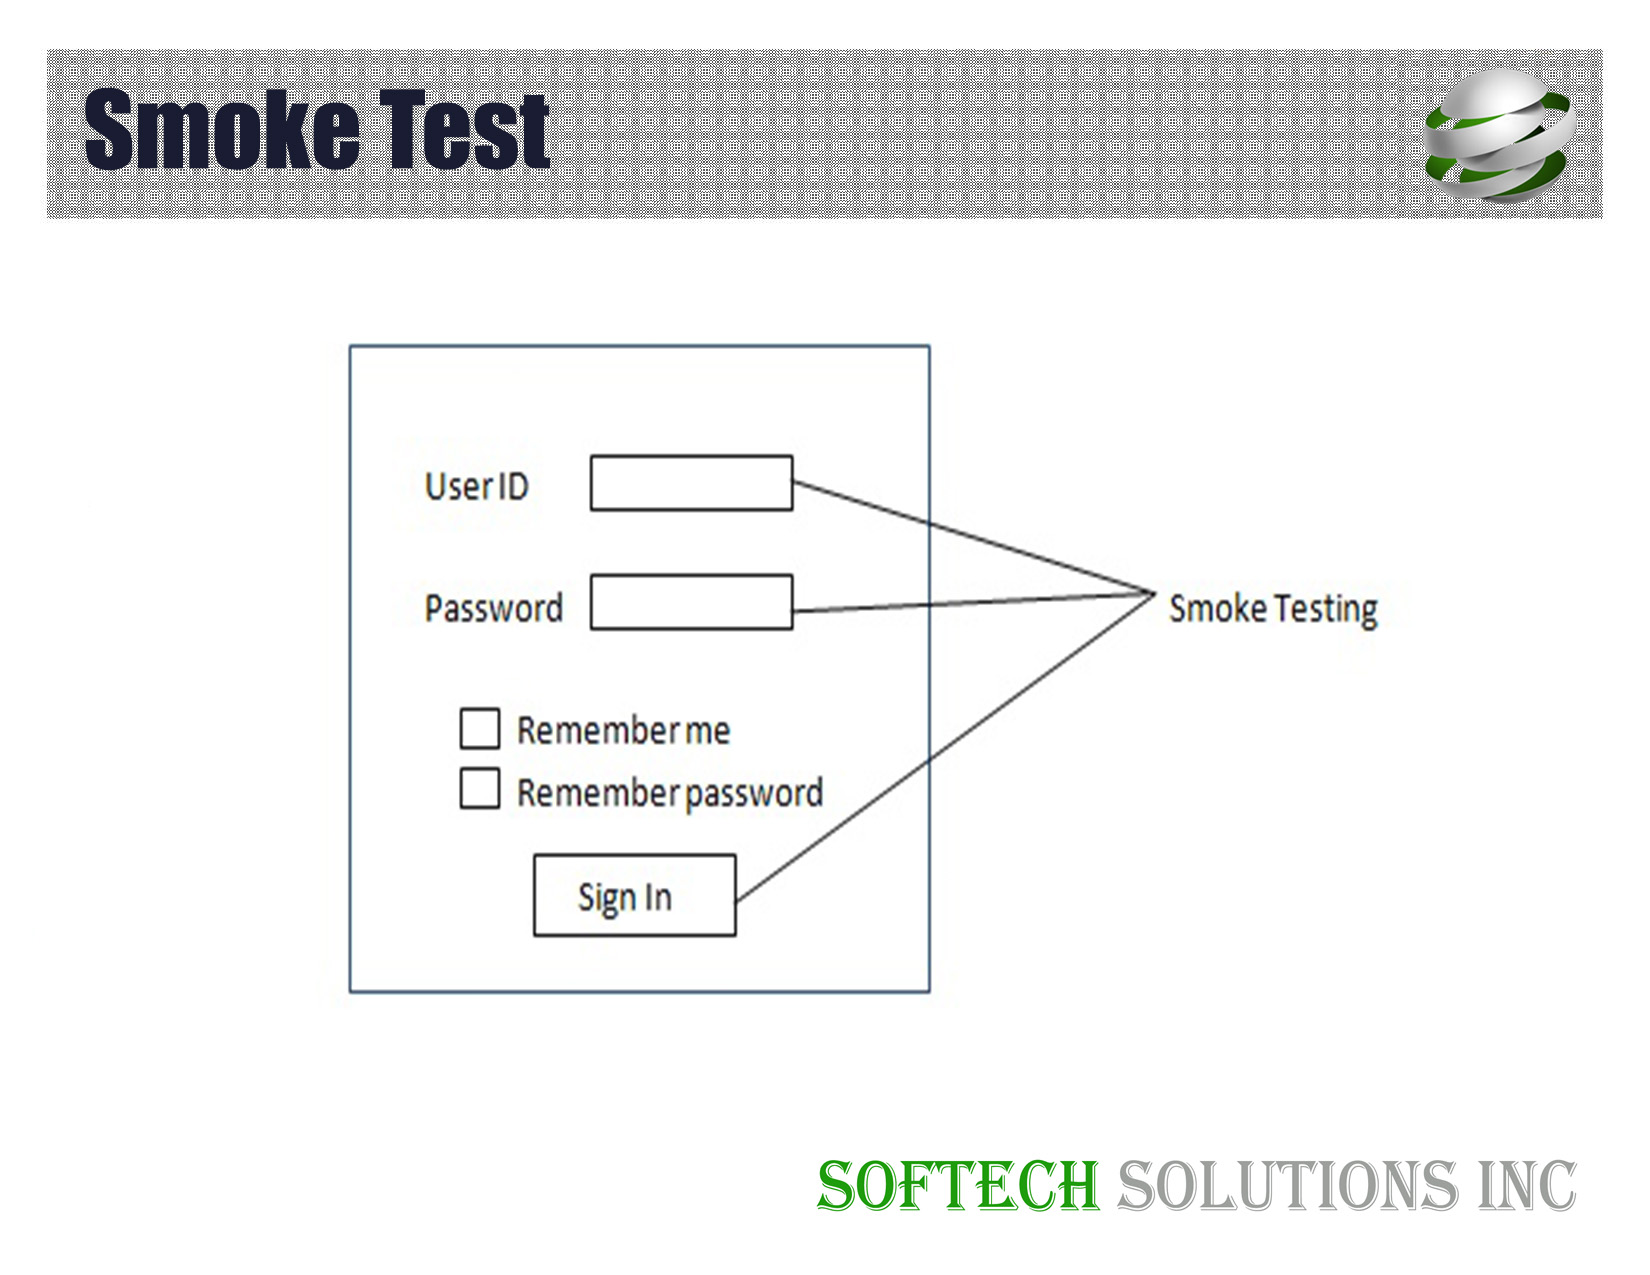 Smoke Test
User ID
Password
Smoke Testing
Remember me
Remember password
Sign In
SOFTECH SOLUTIONS INC